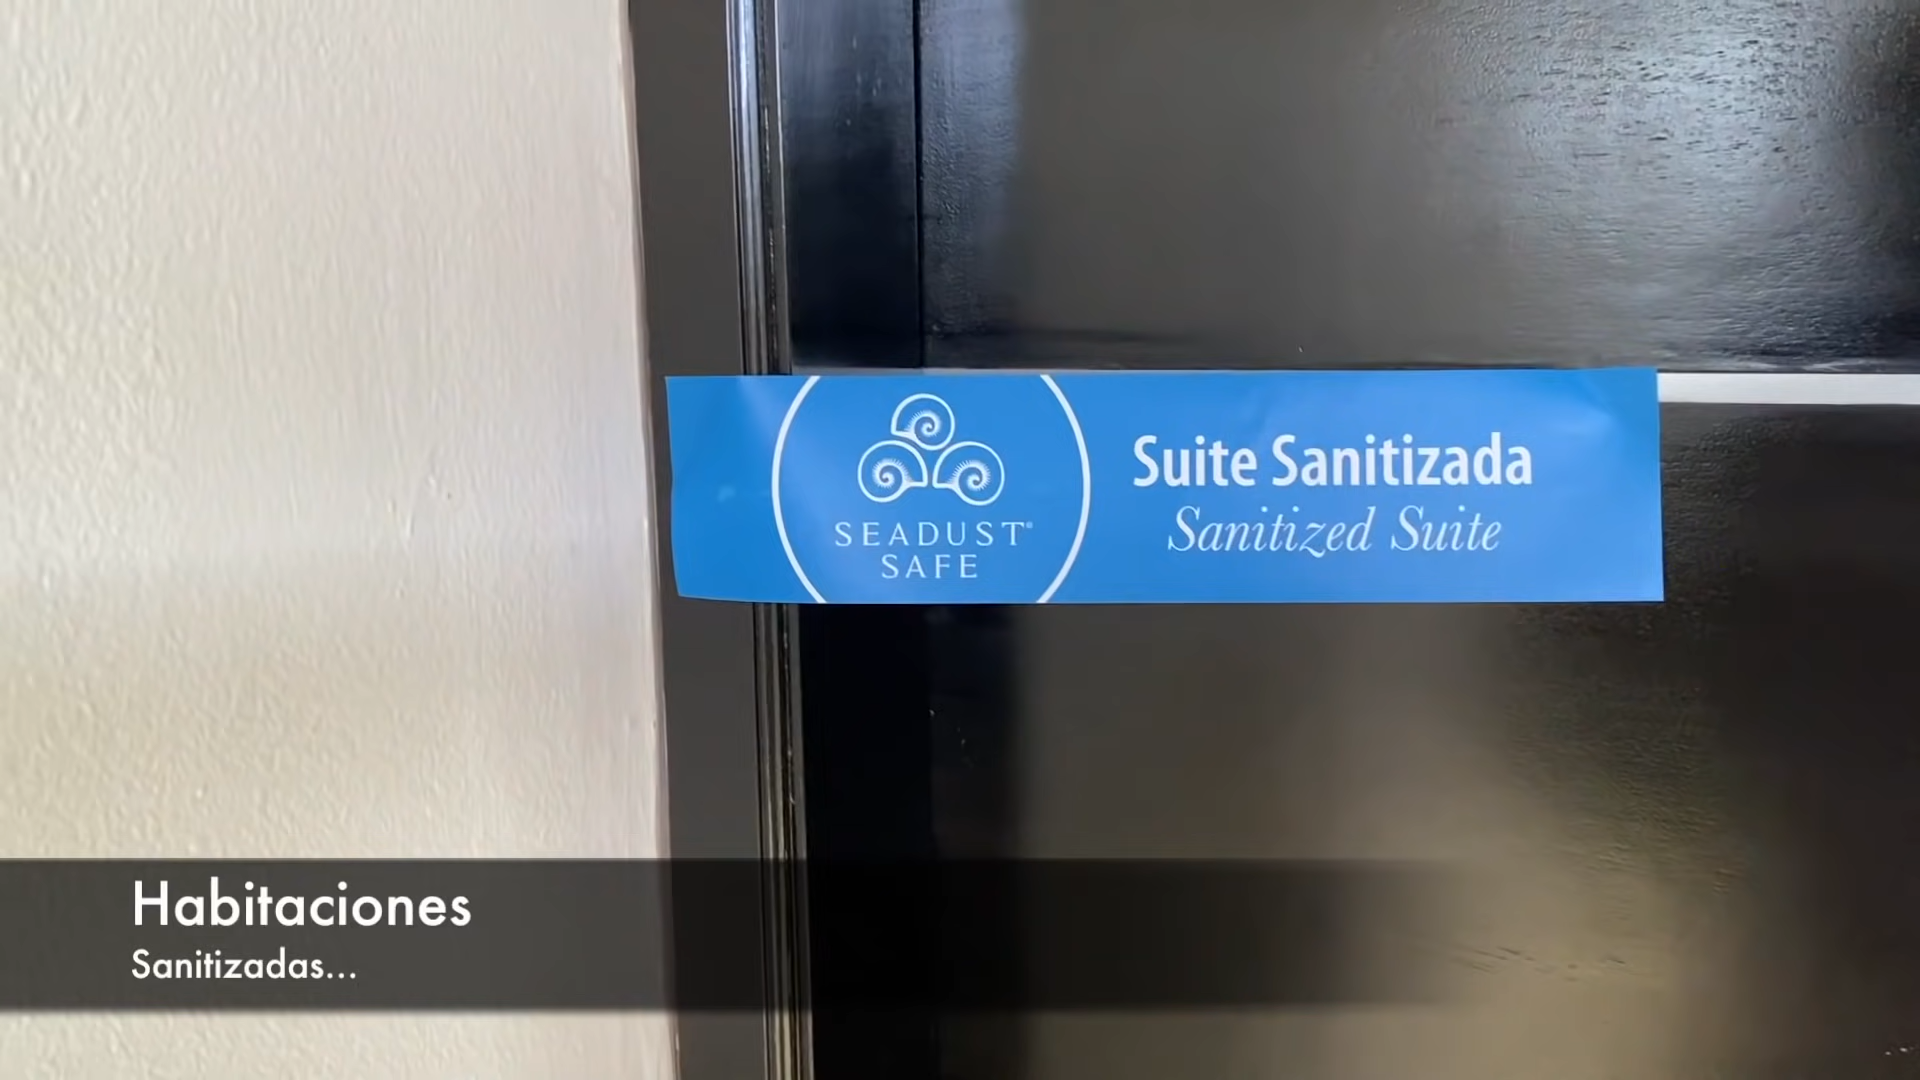 SEADUST®
SAFE
Suite Sanitizada
Sanitized Suite
Habitaciones
Sanitizadas...